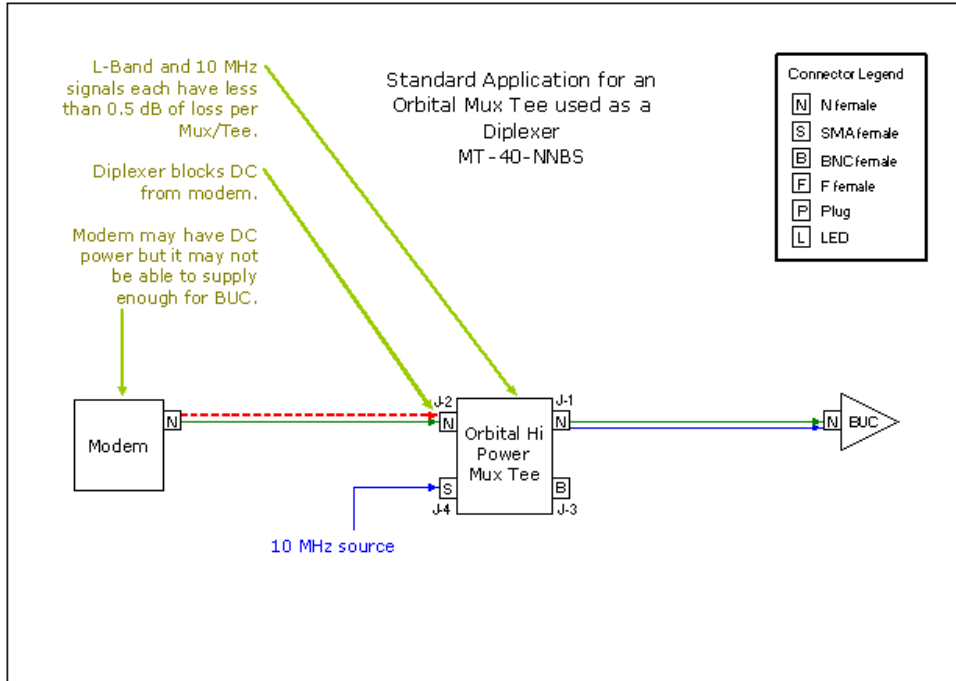 L-Band and 10 MHz
signals each have less
than 0.5 dB of loss per
Mux/Tee.
Diplexer blocks DC
from modem.
Modem may have DC
power but it may not
be able to supply
enough for BUC.
Standard Application for an
Orbital Mux Tee used as a
Diplexer
MT-40-NNBS
Connector Legend
N N female
S SMA female
B BNC female
F F female
P Plug
L LED
Modem
N
J-2
N
Orbital Hi
Power
Mux Tee
J-1
N
N
BUC
S
J-4
B
J-3
10 MHz source